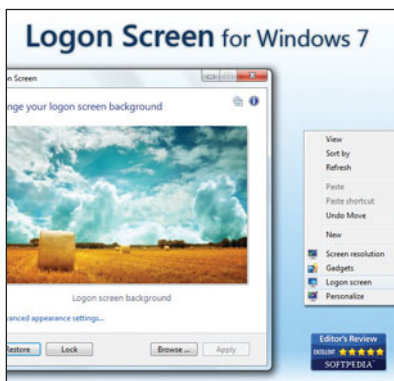 Logon Screen for Windows 7
n Screen
nge your logon screen background
Logon screen background
anced appearance settings...
Restore
Lock
Browse ...
Apply
View
Sort by
Refresh
Paste
Paste shortcut
Undo Move
New
Screen resolution
Gadgets
Logon screen
Personalize
Editor's Review
EXCELLENT
SOFTPEDIA